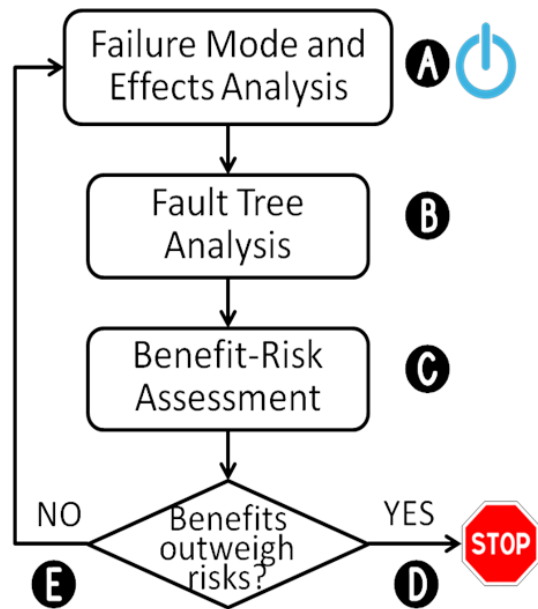 Failure Mode and
Effects Analysis
A
Fault Tree
Analysis
B
Benefit-Risk
Assessment
C
NO
Benefits
outweigh
risks?
YES
STOP
E
D